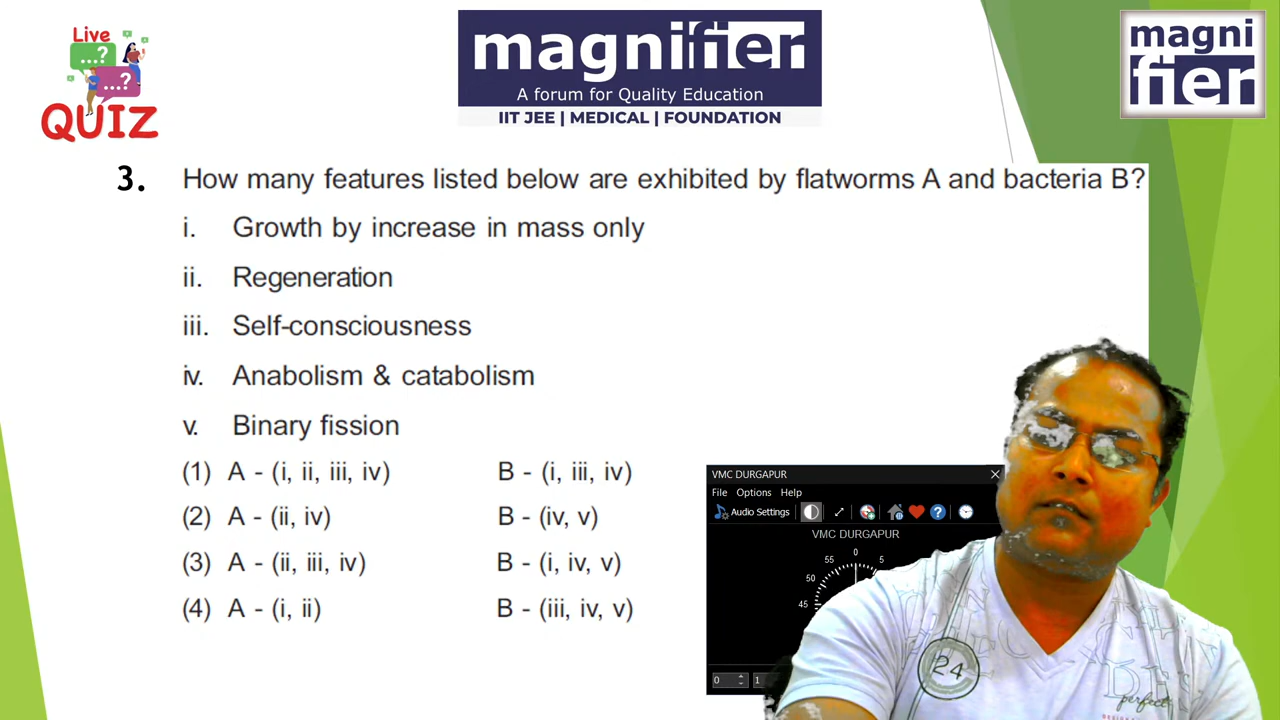 Live
...?
...?
QUIZ
magnifier
A forum for Quality Education
IIT JEE | MEDICAL | FOUNDATION
magni
fier
3. How many features listed below are exhibited by flatworms A and bacteria B?
i. Growth by increase in mass only
ii. Regeneration
iii. Self-consciousness
iv. Anabolism & catabolism
v. Binary fission
(1) A - (i, ii, iii, iv) B - (i, iii, iv)
(2) A - (ii, iv) B - (iv, v)
(3) A - (ii, iii, iv) B - (i, iv, v)
(4) A - (i, ii) B - (iii, iv, v)
VMC DURGAPUR
File Options Help
Audio Settings
VMC DURGAPUR
55 0 5
50
45
0 1
24
perfect